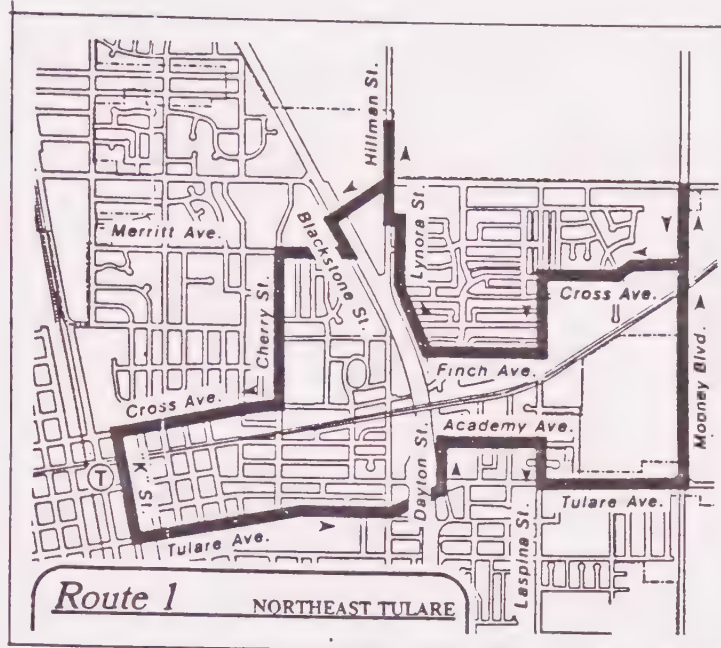 Hillman St.
Lynora St.
Merritt Ave.
Blackstone St.
Cherry St.
Cross Ave.
Finch Ave.
Mooney Blvd.
Cross Ave.
Academy Ave.
K St
T
Dayton St.
Tulare Ave.
Tulare Ave.
Laspina St.
Route 1 NORTHEAST TULARE